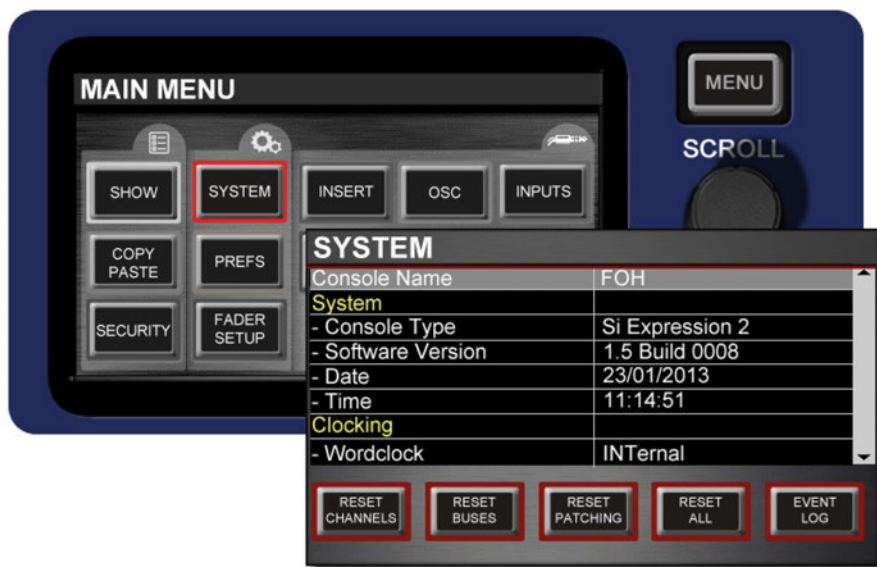 MAIN MENU
MENU
SCROLL
SHOW SYSTEM INSERT OSC INPUTS
COPY PASTE PREFS
SECURITY FADER SETUP
SYSTEM
Console Name FOH
System
- Console Type Si Expression 2
- Software Version 1.5 Build 0008
- Date 23/01/2013
- Time 11:14:51
Clocking
- Wordclock INTernal
RESET CHANNELS RESET BUSES RESET PATCHING RESET ALL EVENT LOG